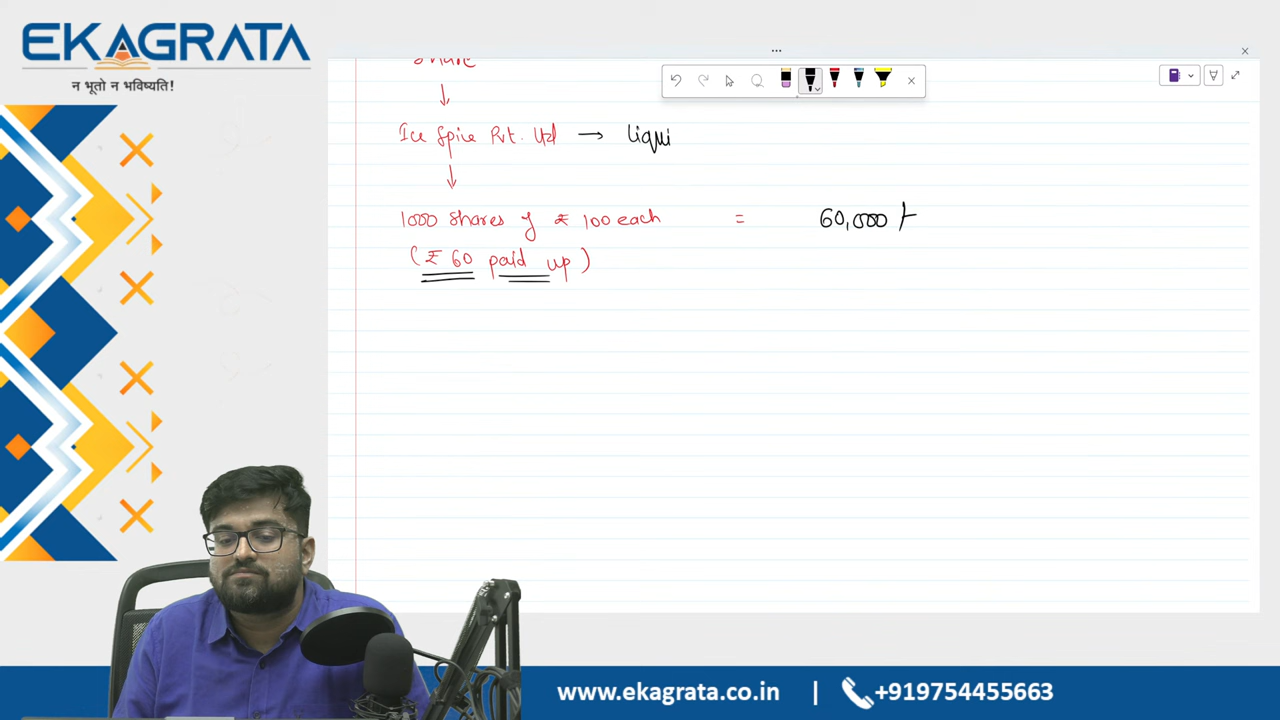 EKAGRATA
न भूतो न भविष्यति!
Share
Ice Spice Pvt. Ltd → Liqui
1000 Shares of ₹ 100 each = 60,000/-
(₹ 60 paid up)
www.ekagrata.co.in | +919754455663